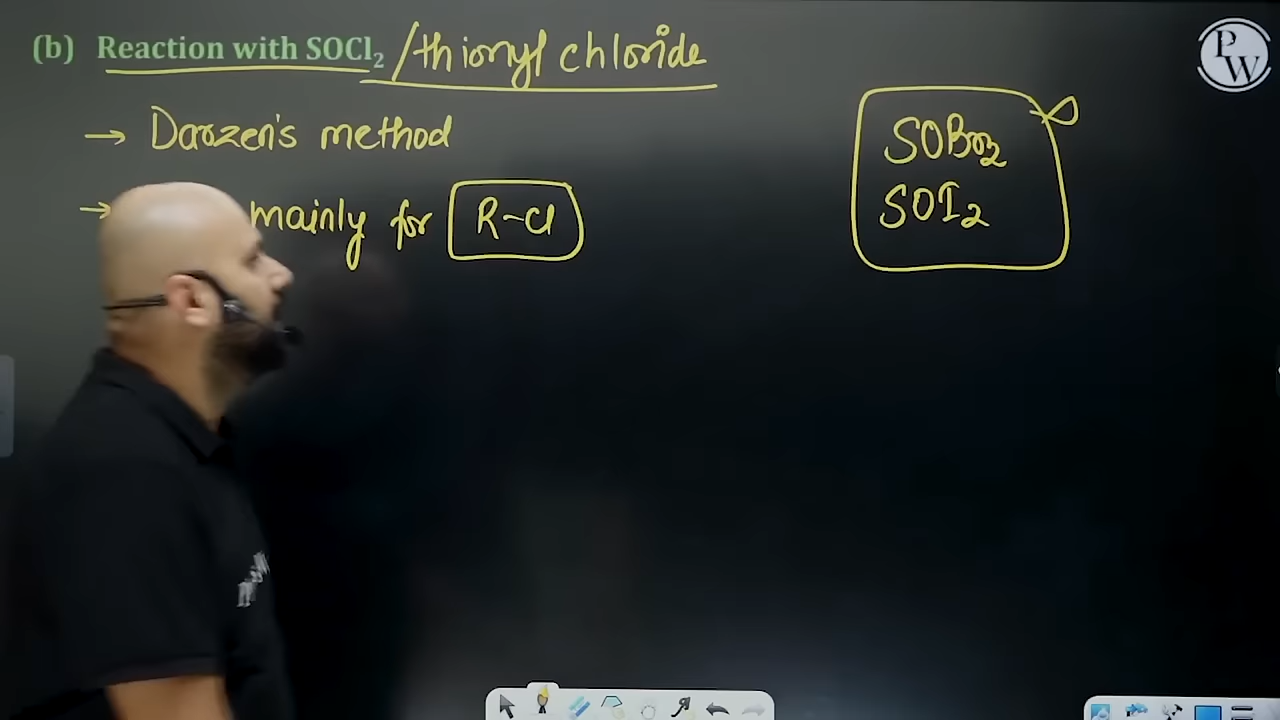 (b) Reaction with SOCl₂ / thionyl chloride
→ Darzen's method
→ mainly for R-Cl
SOBr₂
SOI₂
PW